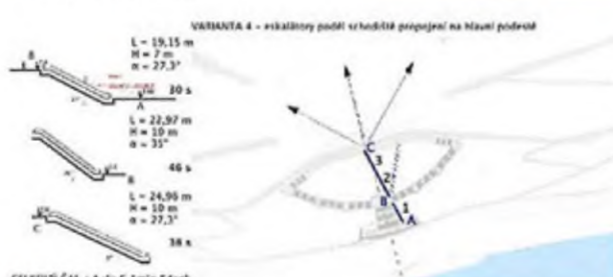 VARIANTA 4 – eskalátory podél schodiště propojení na hlavní podestě
B
L = 19,15 m
H = 7 m
α = 27,3°
30 s
A
L = 22,97 m
H = 10 m
α = 35°
46 s
B
L = 24,96 m
H = 10 m
α = 27,3°
38 s
C
C
3
2
B
1
A